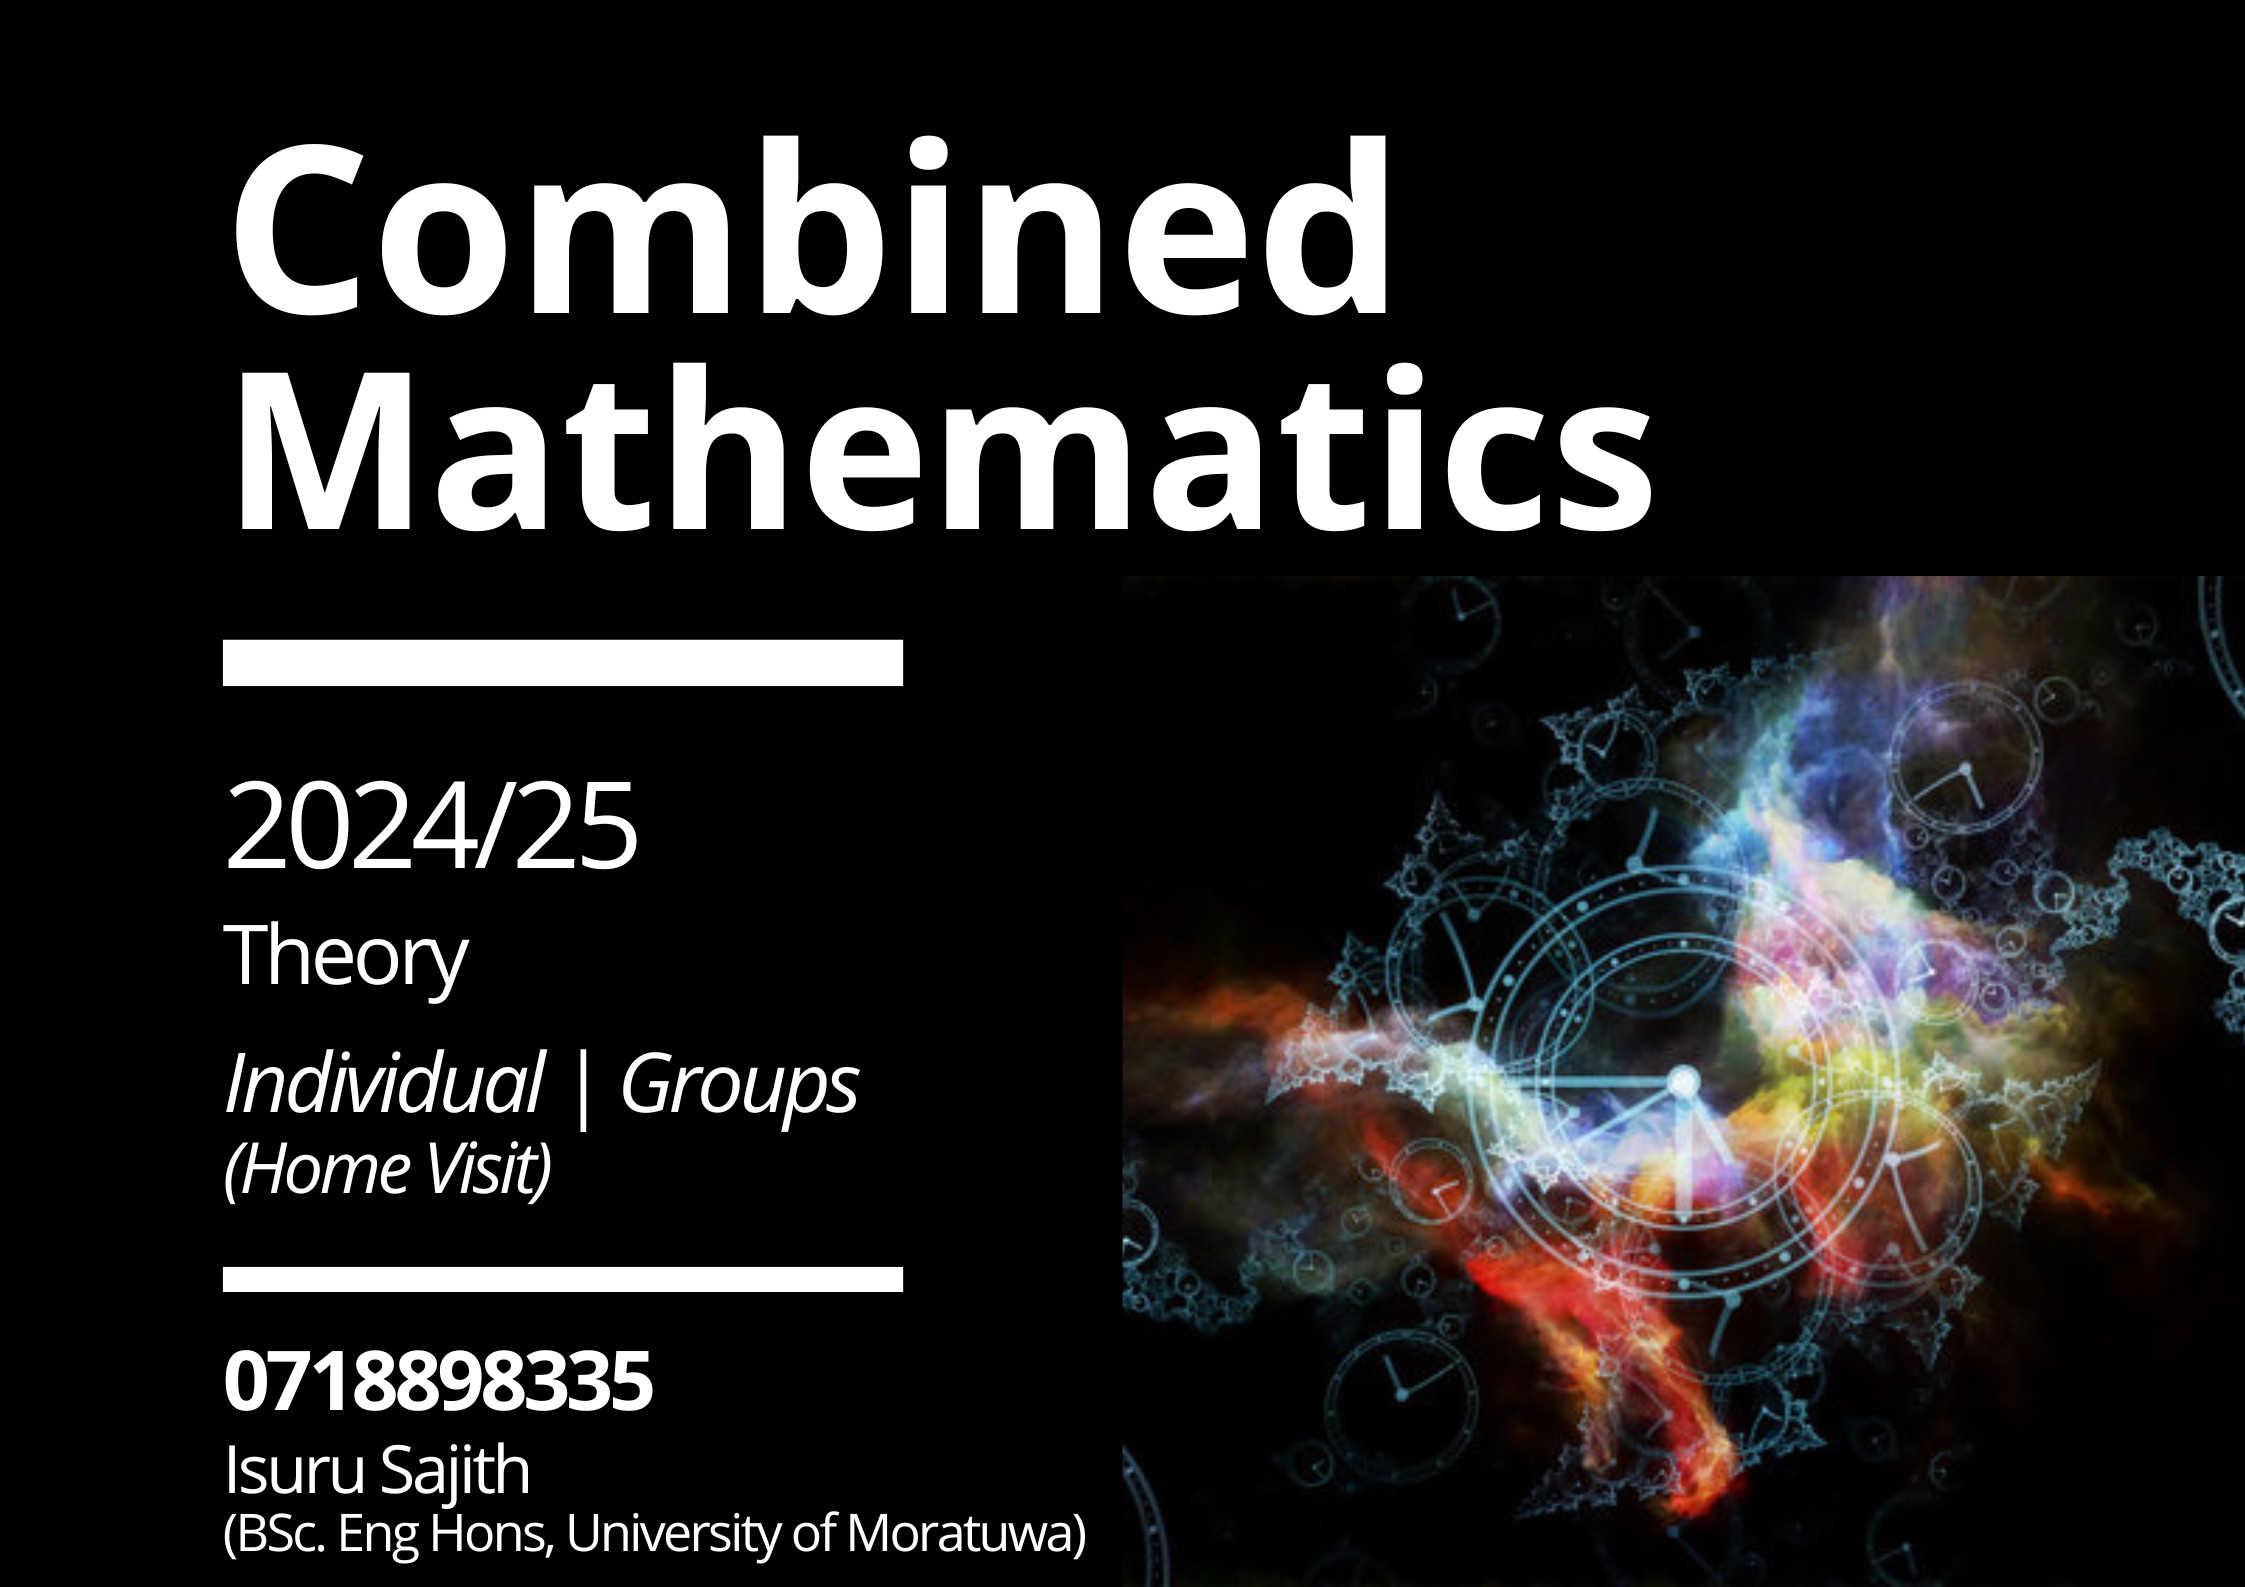 Combined
Mathematics
2024/25
Theory
Individual | Groups
(Home Visit)
0718898335
Isuru Sajith
(BSc. Eng Hons, University of Moratuwa)